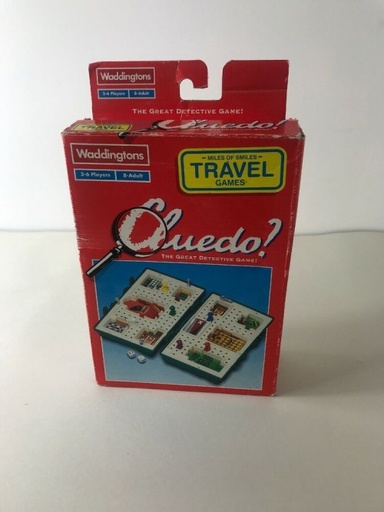 Waddingtons
3-6 Players 8-Adult
THE GREAT DETECTIVE GAME!
Cluedo!
TRAVEL
Waddingtons
3-6 Players 8-Adult
MILES OF SMILES
TRAVEL
GAMES
Cluedo?
THE GREAT DETECTIVE GAME!